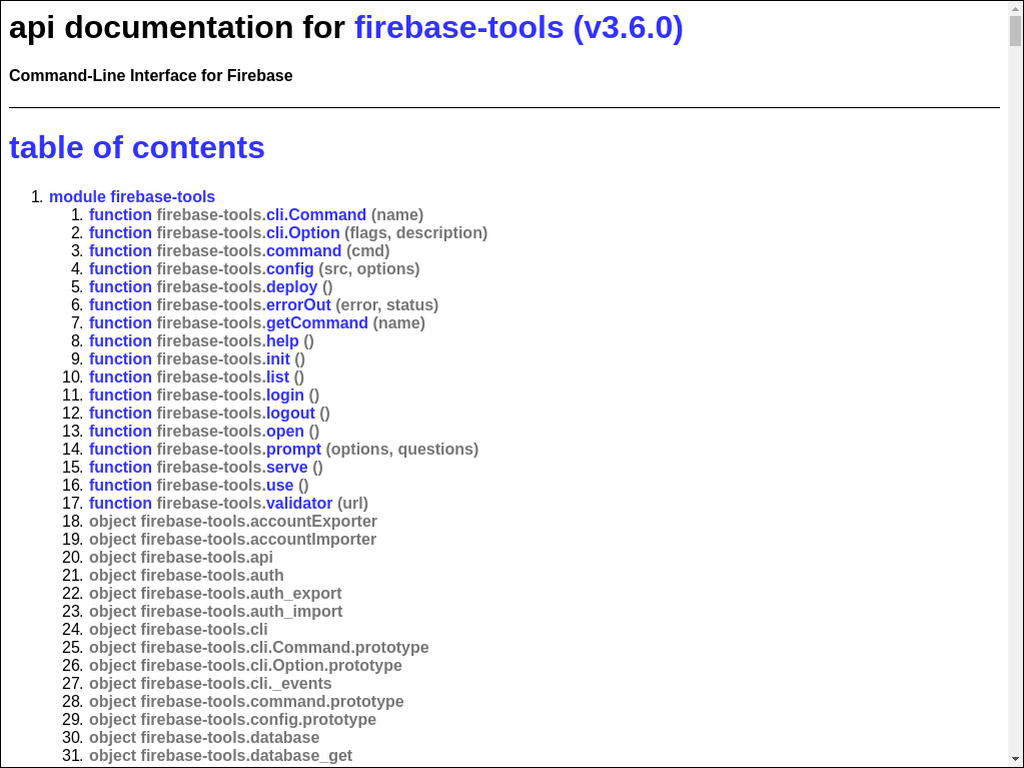 api documentation for firebase-tools (v3.6.0)
Command-Line Interface for Firebase
table of contents
1. module firebase-tools
1. function firebase-tools.cli.Command (name)
2. function firebase-tools.cli.Option (flags, description)
3. function firebase-tools.command (cmd)
4. function firebase-tools.config (src, options)
5. function firebase-tools.deploy ()
6. function firebase-tools.errorOut (error, status)
7. function firebase-tools.getCommand (name)
8. function firebase-tools.help ()
9. function firebase-tools.init ()
10. function firebase-tools.list ()
11. function firebase-tools.login ()
12. function firebase-tools.logout ()
13. function firebase-tools.open ()
14. function firebase-tools.prompt (options, questions)
15. function firebase-tools.serve ()
16. function firebase-tools.use ()
17. function firebase-tools.validator (url)
18. object firebase-tools.accountExporter
19. object firebase-tools.accountImporter
20. object firebase-tools.api
21. object firebase-tools.auth
22. object firebase-tools.auth_export
23. object firebase-tools.auth_import
24. object firebase-tools.cli
25. object firebase-tools.cli.Command.prototype
26. object firebase-tools.cli.Option.prototype
27. object firebase-tools.cli._events
28. object firebase-tools.command.prototype
29. object firebase-tools.config.prototype
30. object firebase-tools.database
31. object firebase-tools.database_get